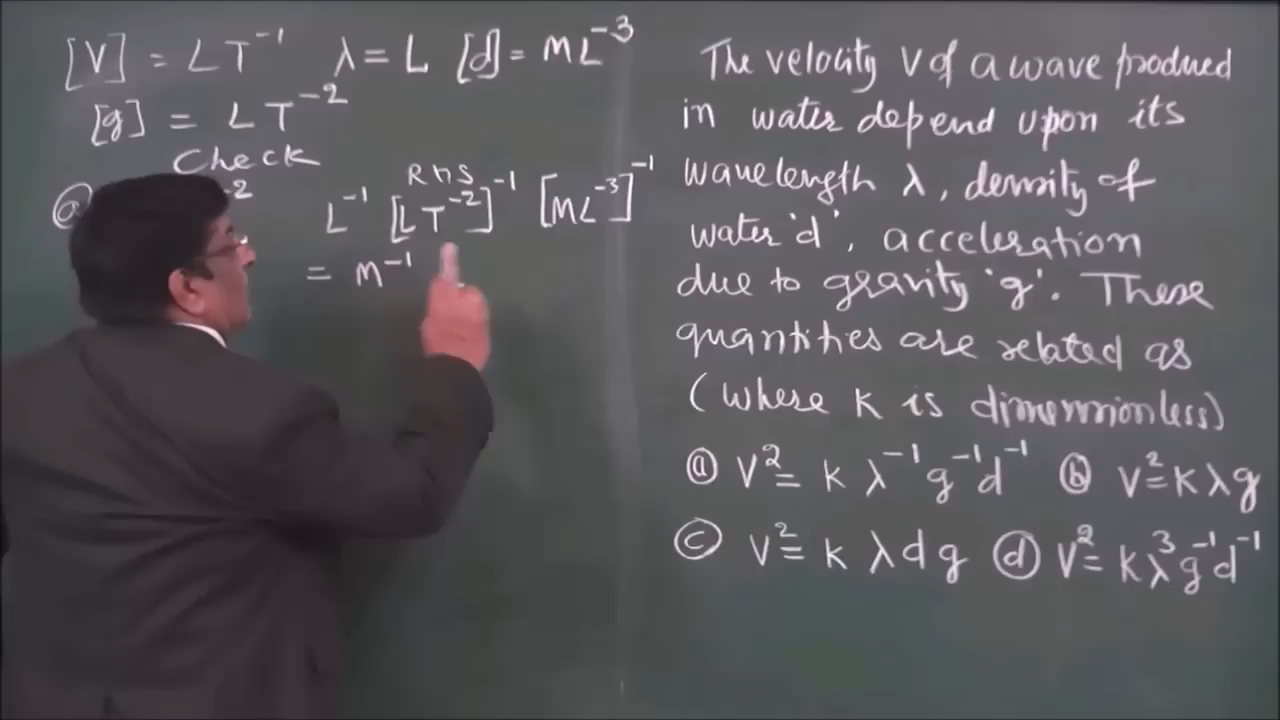 [V] = LT⁻¹ λ = L [d] = ML⁻³
[g] = LT⁻²
Check
ⓐ ² RHS
L⁻¹ [LT⁻²]⁻¹ [ML⁻³]⁻¹
= M⁻¹
The velocity V of a wave produed
in water depend upon its
wavelength λ, density of
water 'd', acceleration
due to gravity 'g'. These
quantities are related as
(where K is dimensionless)
ⓐ V² = K λ⁻¹ g⁻¹ d⁻¹ ⓑ V² = K λ g
ⓒ V² = K λ d g ⓓ V² = K λ³ g⁻¹ d⁻¹